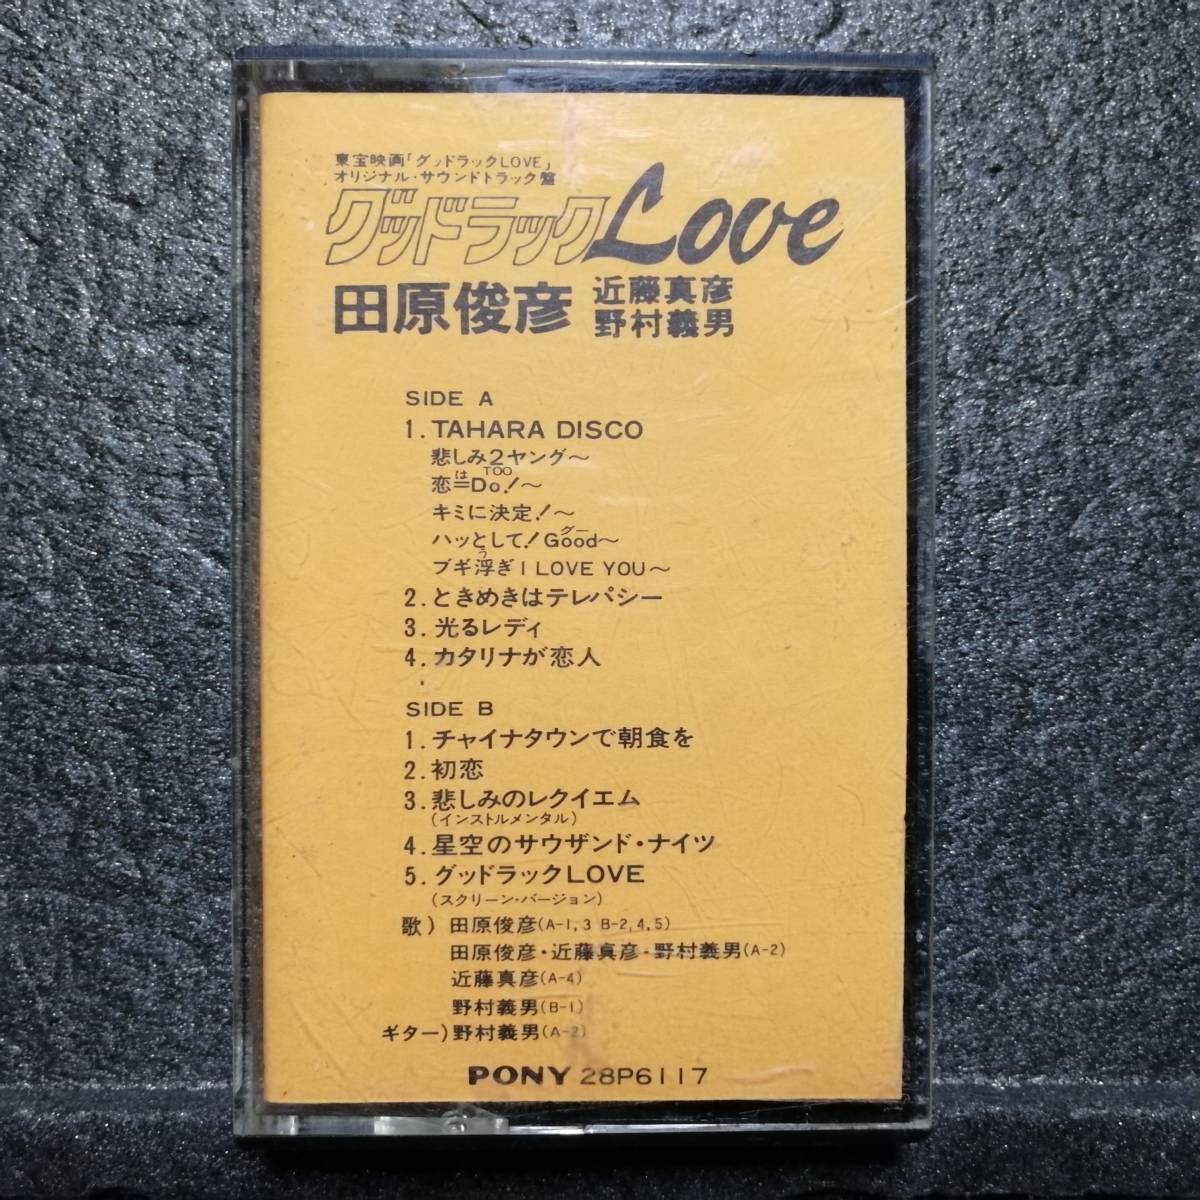 東宝映画「グッドラックLOVE」
オリジナル・サウンドトラック盤
グッドラックLove
田原俊彦 近藤真彦
野村義男
SIDE A
1. TAHARA DISCO
悲しみ2ヤング〜
TOO
は
恋=Do!〜
キミに決定!〜
グー
ハッとして!Good〜
う
ブギ浮ぎI LOVE YOU〜
2. ときめきはテレパシー
3. 光るレディ
4. カタリナが恋人
SIDE B
1. チャイナタウンで朝食を
2. 初恋
3. 悲しみのレクイエム
(インストルメンタル)
4. 星空のサウザンド・ナイツ
5. グッドラックLOVE
(スクリーン・バージョン)
歌) 田原俊彦(A-1,3 B-2,4,5)
田原俊彦・近藤真彦・野村義男(A-2)
近藤真彦(A-4)
野村義男(B-1)
ギター) 野村義男(A-2)
PONY 28P6117